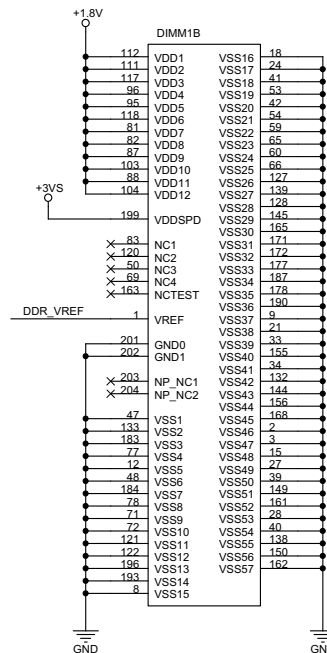 +1.8V
DIMM1B
112 VDD1
111 VDD2
117 VDD3
96 VDD4
95 VDD5
118 VDD6
81 VDD7
82 VDD8
87 VDD9
103 VDD10
88 VDD11
104 VDD12
+3VS
199 VDDSPD
83 NC1
120 NC2
50 NC3
69 NC4
163 NCTEST
DDR_VREF 1 VREF
201 GND0
202 GND1
203 NP_NC1
204 NP_NC2
47 VSS1
133 VSS2
183 VSS3
77 VSS4
12 VSS5
48 VSS6
184 VSS7
78 VSS8
71 VSS9
72 VSS10
121 VSS11
122 VSS12
196 VSS13
193 VSS14
8 VSS15
GND
VSS16 18
VSS17 24
VSS18 41
VSS19 53
VSS20 42
VSS21 54
VSS22 59
VSS23 65
VSS24 60
VSS25 66
VSS26 127
VSS27 139
VSS28 128
VSS29 145
VSS30 165
VSS31 171
VSS32 172
VSS33 177
VSS34 187
VSS35 178
VSS36 190
VSS37 9
VSS38 21
VSS39 33
VSS40 155
VSS41 34
VSS42 132
VSS43 144
VSS44 156
VSS45 168
VSS46 2
VSS47 3
VSS48 15
VSS49 27
VSS50 39
VSS51 149
VSS52 161
VSS53 28
VSS54 40
VSS55 138
VSS56 150
VSS57 162
GN